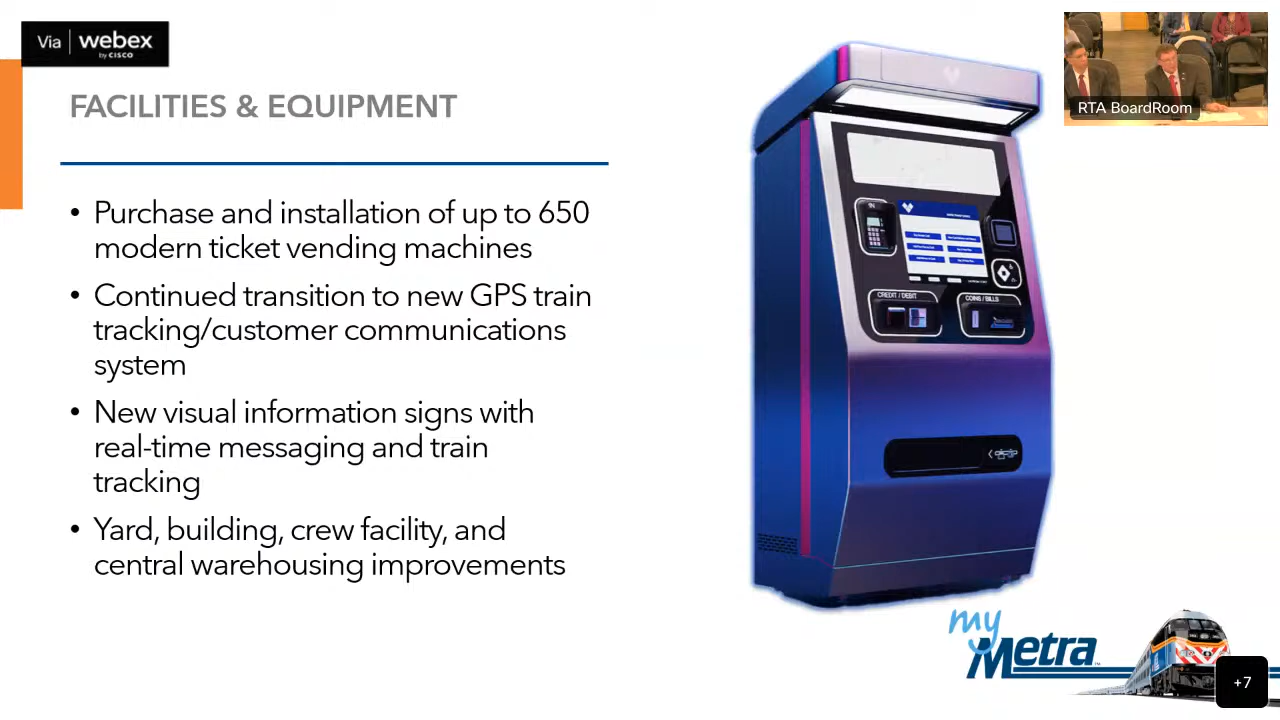 Via | webex
by CISCO
FACILITIES & EQUIPMENT
• Purchase and installation of up to 650
modern ticket vending machines
• Continued transition to new GPS train
tracking/customer communications
system
• New visual information signs with
real-time messaging and train
tracking
• Yard, building, crew facility, and
central warehousing improvements
RTA BoardRoom
CREDIT / DEBIT
COINS / BILLS
my
Metra
+7